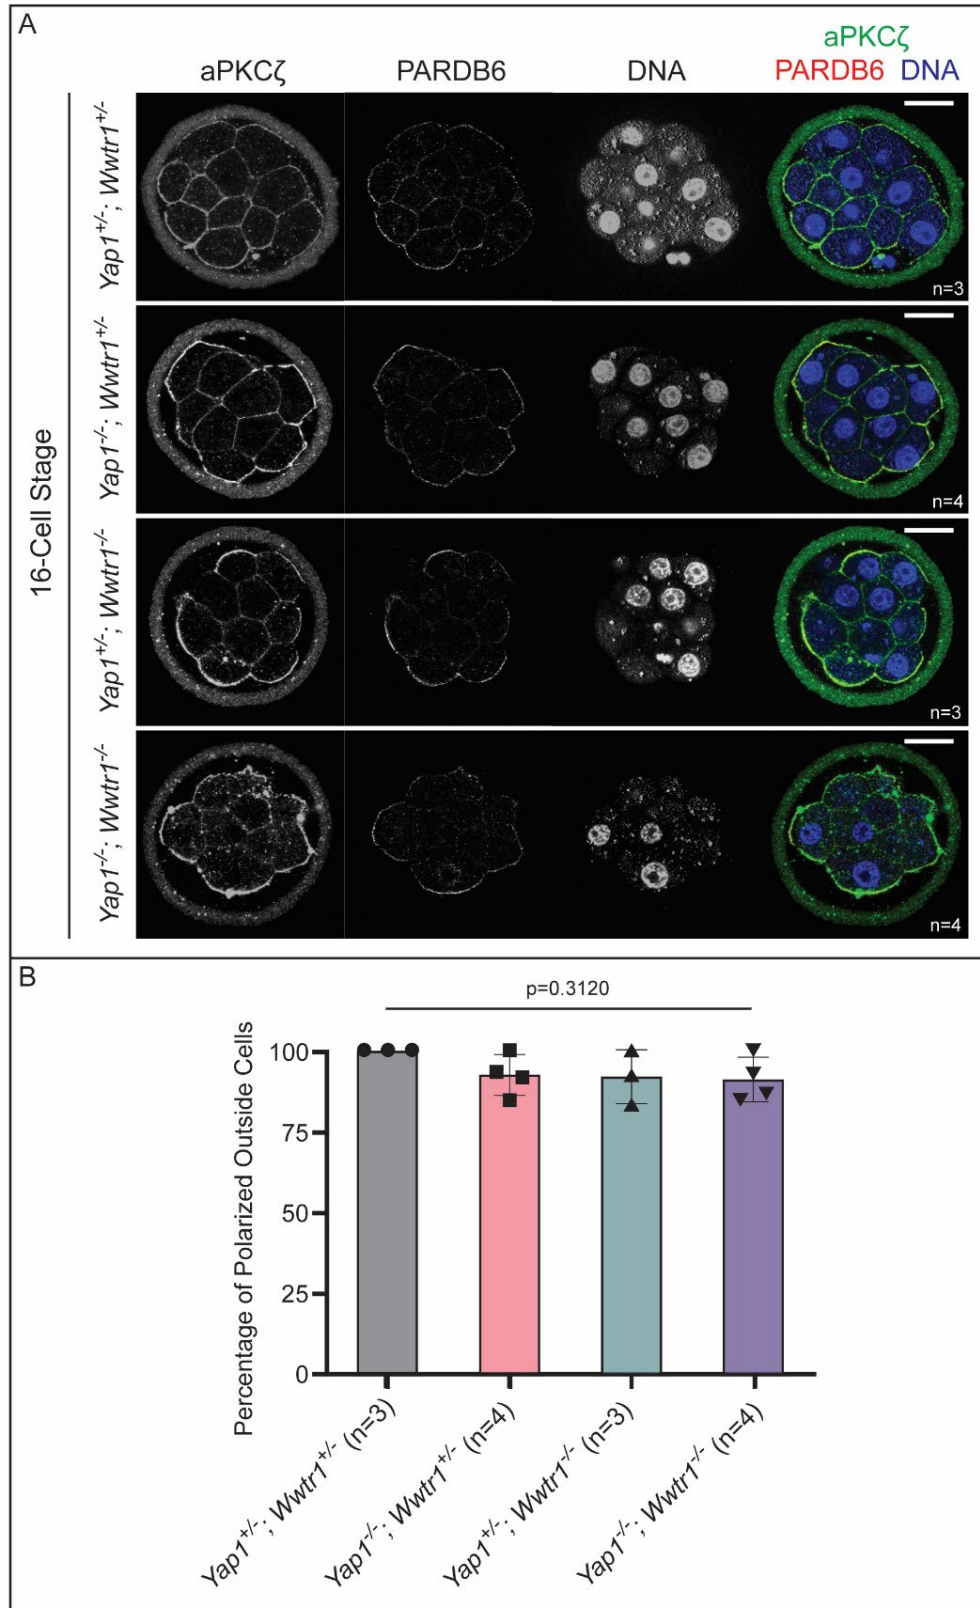 A
aPKCζ
aPKCζ PARDB6 DNA PARDB6 DNA
16-Cell Stage
Yap1+/-; Wwtr1+/-
n=3
Yap1-/-; Wwtr1+/-
n=4
Yap1+/-; Wwtr1-/-
n=3
Yap1-/-; Wwtr1-/-
n=4
B
p=0.3120
Percentage of Polarized Outside Cells
100
75
50
25
0
Yap1+/-; Wwtr1+/- (n=3)
Yap1-/-; Wwtr1+/- (n=4)
Yap1+/-; Wwtr1-/- (n=3)
Yap1-/-; Wwtr1-/- (n=4)